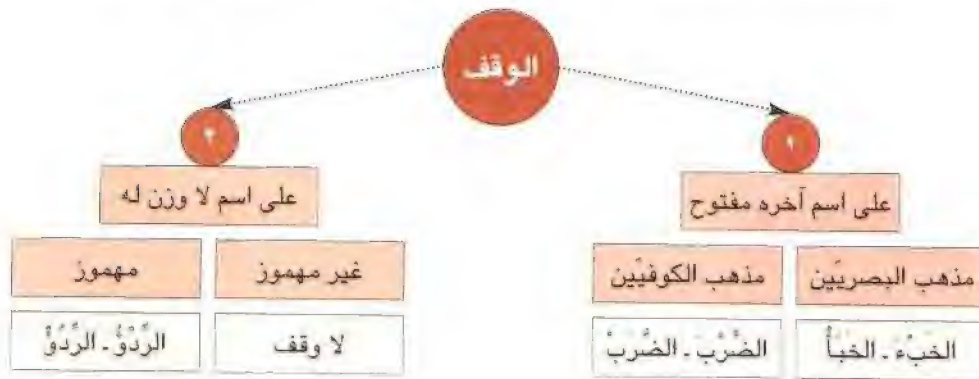 الوقف
١
٢
على اسم آخره مفتوح
على اسم لا وزن له
مذهب البصريّين
مذهب الكوفيّين
غير مهموز
مهموز
الخَبْءَ ـ الخَبَأْ
الضَّرْبَ ـ الضَّرَبْ
لا وقف
الرِّدْوُ ـ الرِّدُوْ